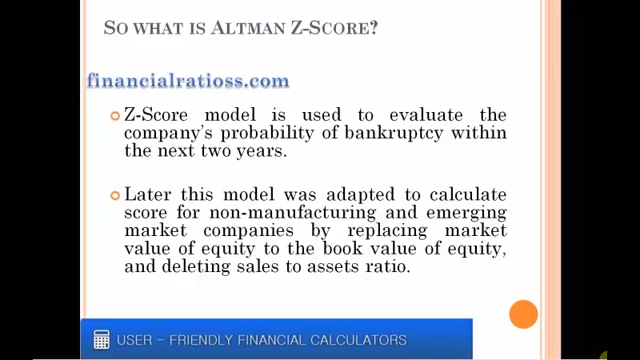 SO WHAT IS ALTMAN Z-SCORE?
financialratioss.com
Z-Score model is used to evaluate the
company's probability of bankruptcy within
the next two years.
Later this model was adapted to calculate
score for non-manufacturing and emerging
market companies by replacing market
value of equity to the book value of equity,
and deleting sales to assets ratio.
USER – FRIENDLY FINANCIAL CALCULATORS